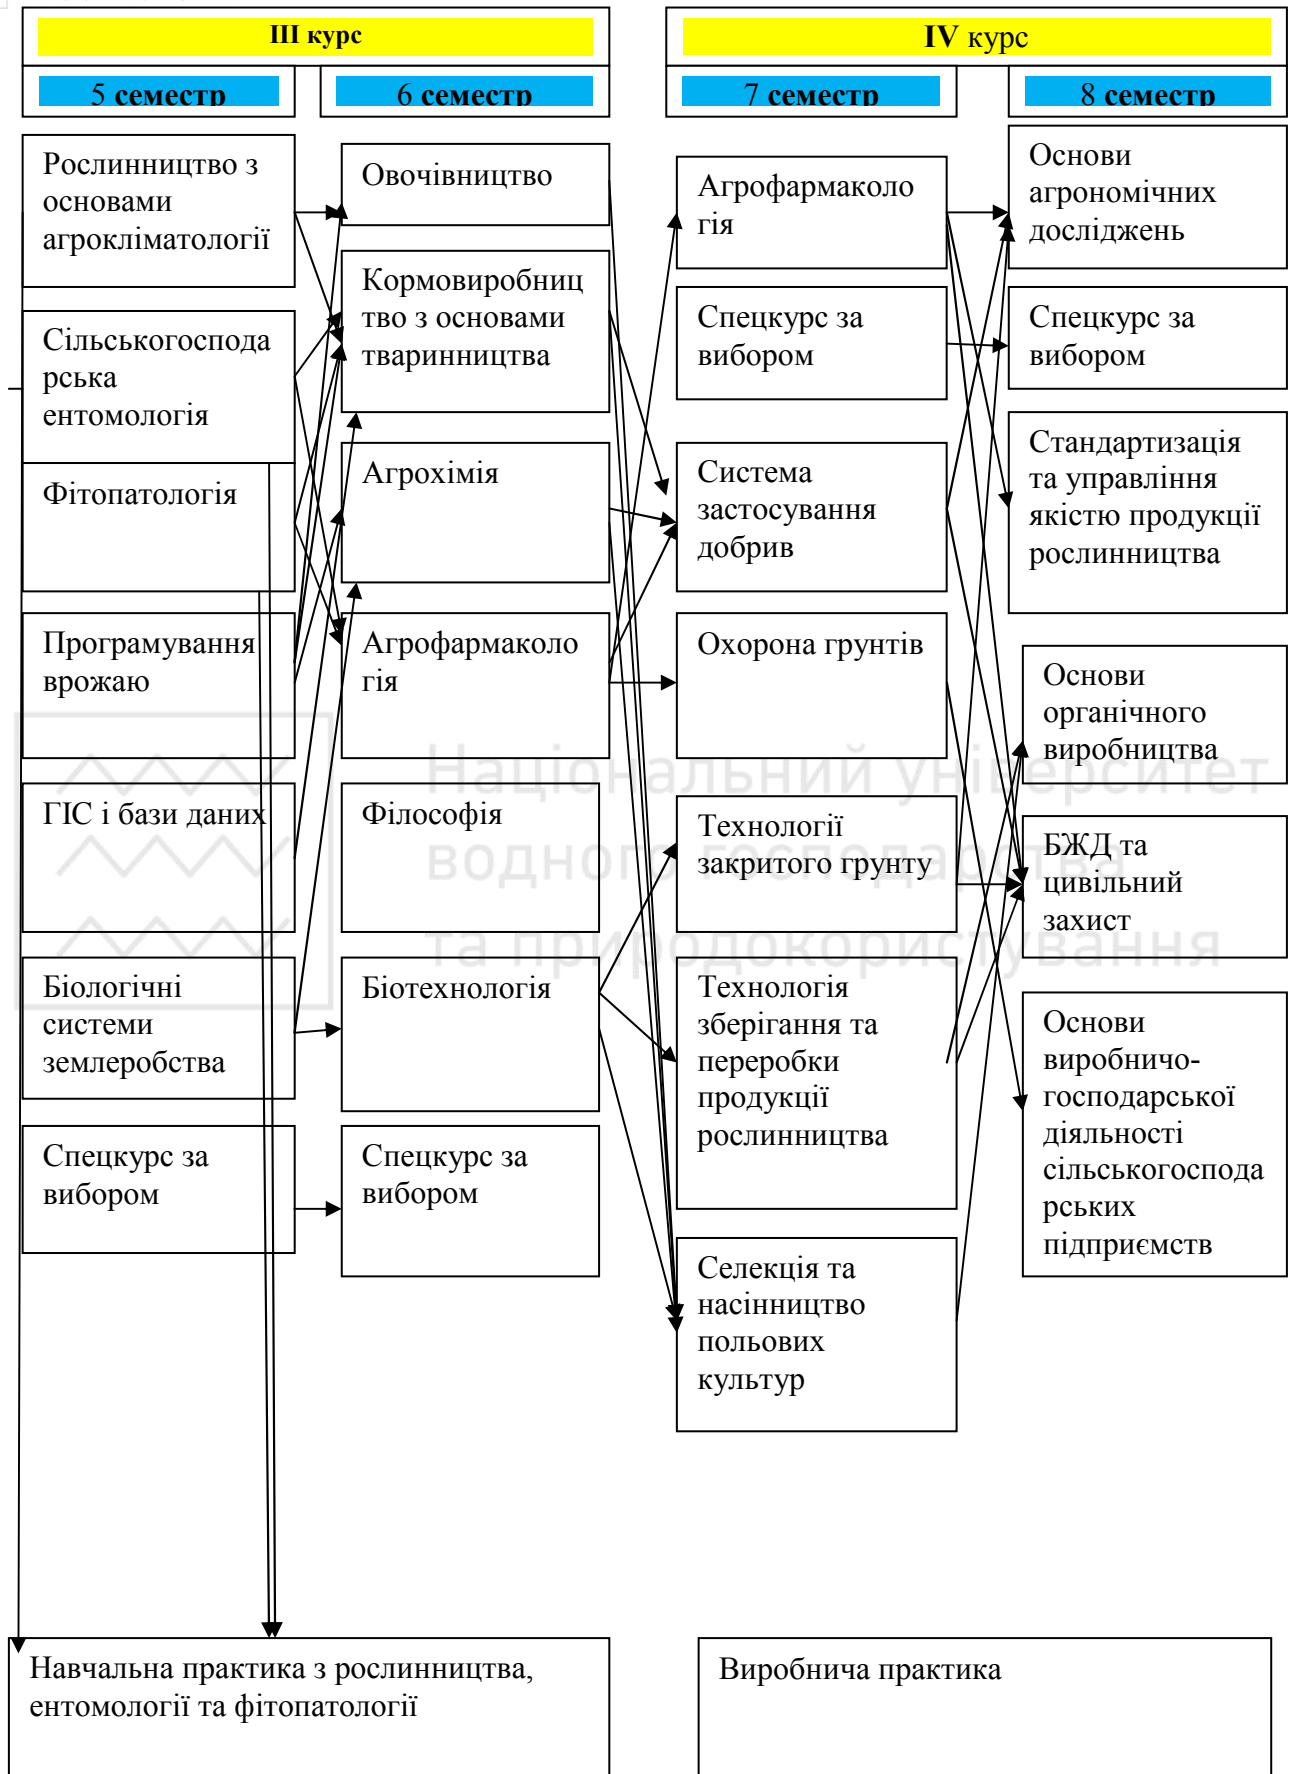 III курс
IV курс
5 семестр
6 семестр
7 семестр
8 семестр
Рослинництво з
основами
агрокліматології
Сільськогоспода
рська
ентомологія
Фітопатологія
Програмування
врожаю
ГІС і бази даних
Біологічні
системи
землеробства
Спецкурс за
вибором
Овочівництво
Кормовиробниц
тво з основами
тваринництва
Агрохімія
Агрофармаколо
гія
Філософія
Біотехнологія
Спецкурс за
вибором
Агрофармаколо
гія
Спецкурс за
вибором
Система
застосування
добрив
Охорона грунтів
Технології
закритого грунту
Технологія
зберігання та
переробки
продукції
рослинництва
Селекція та
насінництво
польових
культур
Основи
агрономічних
досліджень
Спецкурс за
вибором
Стандартизація
та управління
якістю продукції
рослинництва
Основи
органічного
виробництва
БЖД та
цивільний
захист
Основи
виробничо-
господарської
діяльності
сільськогоспода
рських
підприємств
Національний університет
водного господарства
та природокористування
Навчальна практика з рослинництва,
ентомології та фітопатології
Виробнича практика